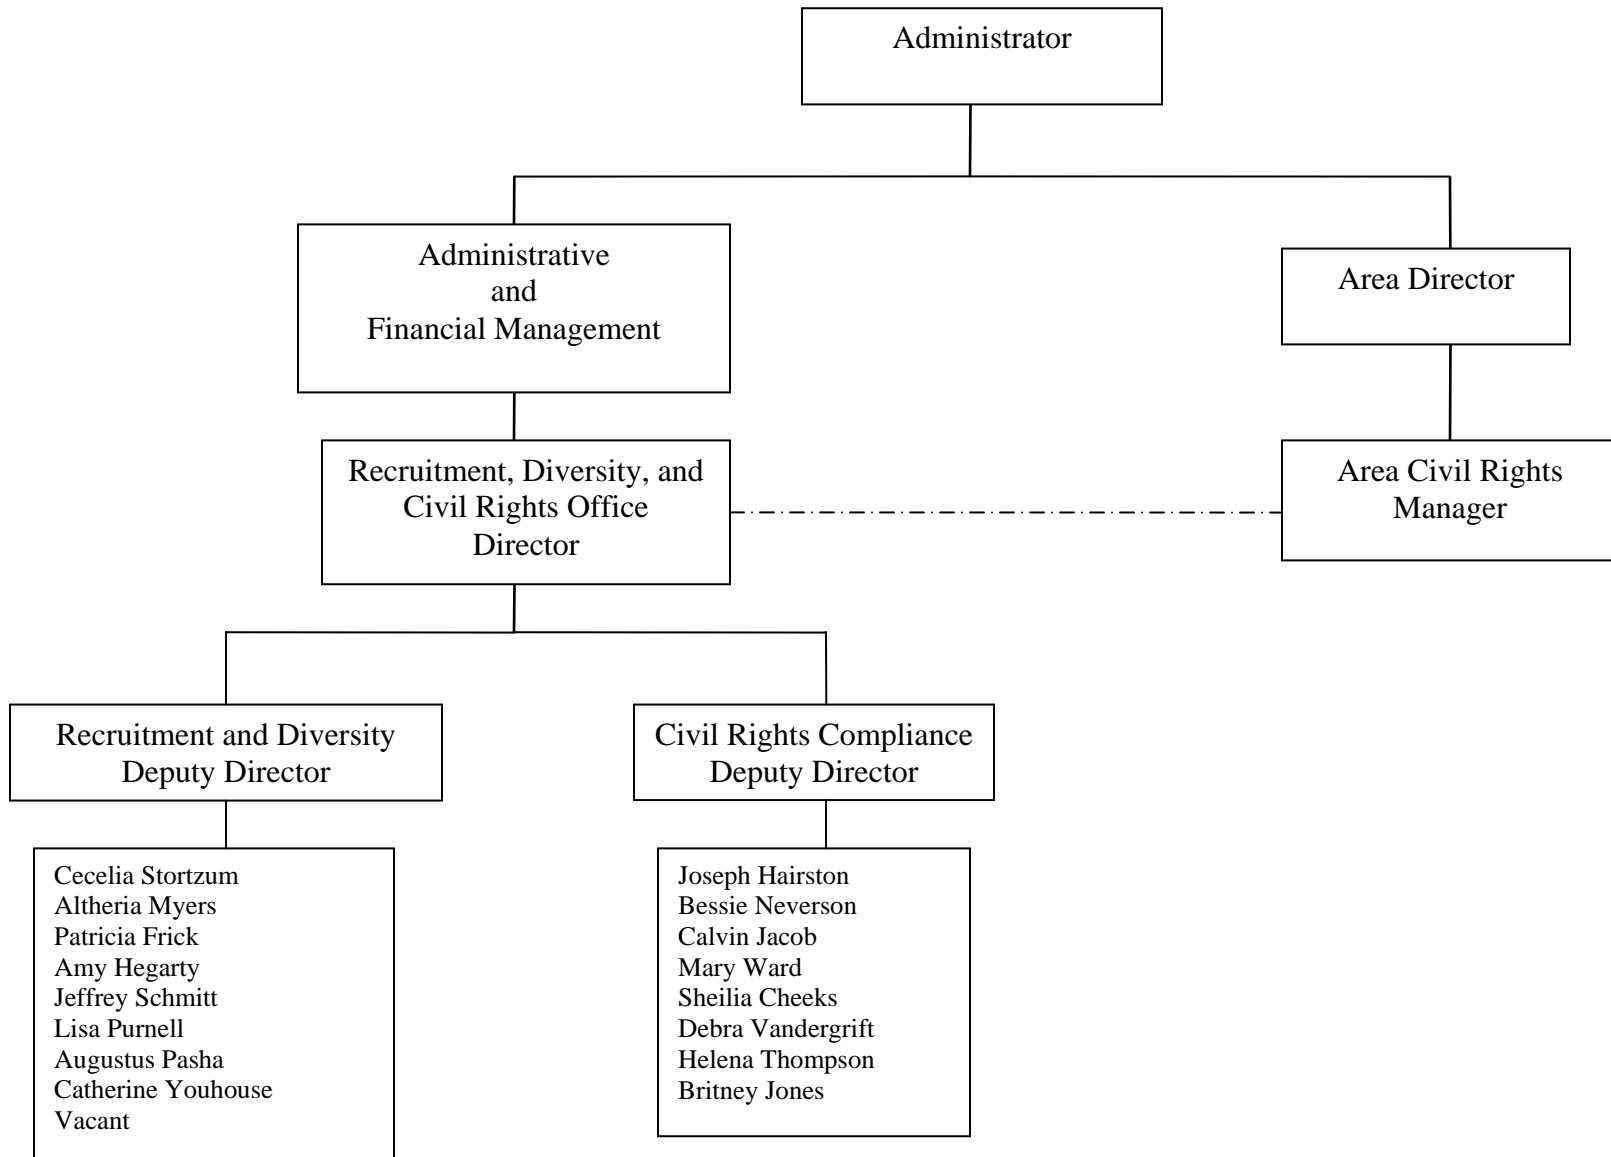 Administrator
Administrative
and
Financial Management
Area Director
Recruitment, Diversity, and
Civil Rights Office
Director
Area Civil Rights
Manager
Recruitment and Diversity
Deputy Director
Civil Rights Compliance
Deputy Director
Cecelia Stortzum
Altheria Myers
Patricia Frick
Amy Hegarty
Jeffrey Schmitt
Lisa Purnell
Augustus Pasha
Catherine Youhouse
Vacant
Joseph Hairston
Bessie Neverson
Calvin Jacob
Mary Ward
Sheilia Cheeks
Debra Vandergrift
Helena Thompson
Britney Jones